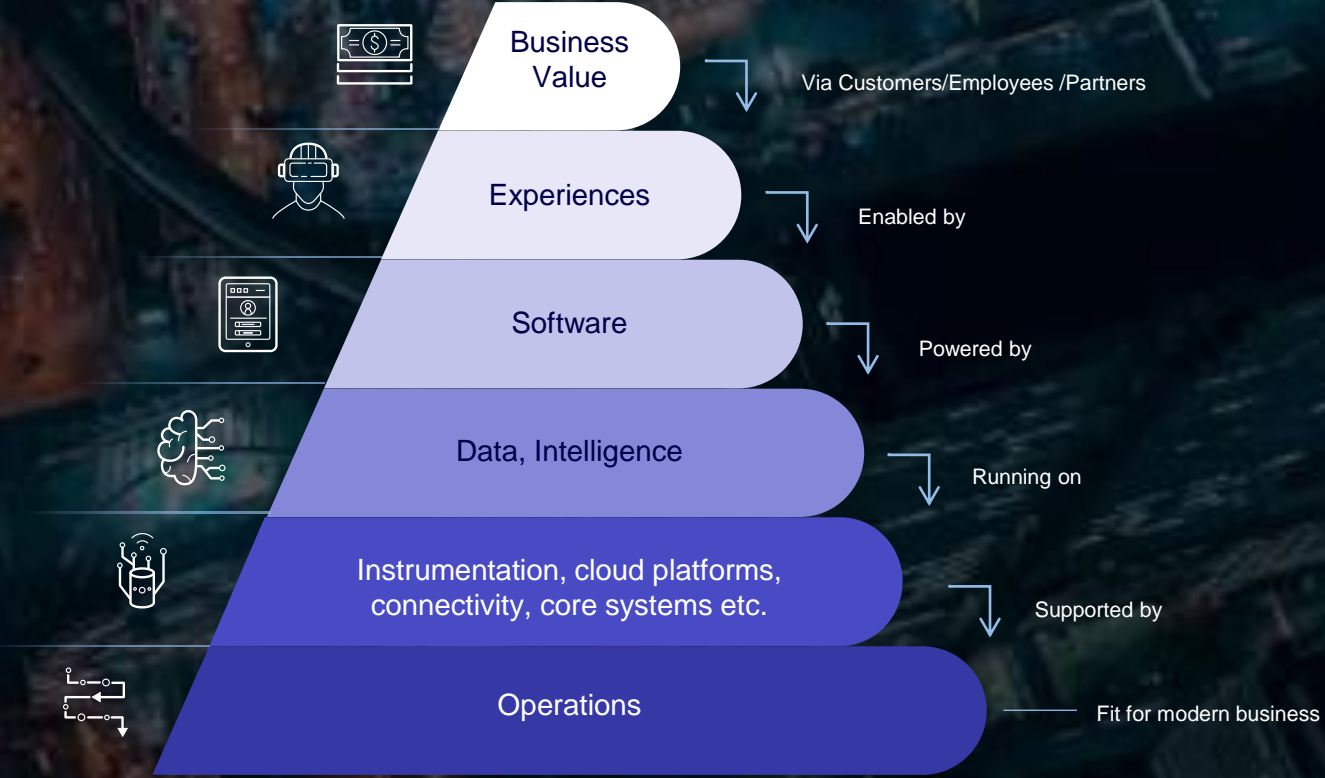 Business
Value
Via Customers/Employees /Partners
Experiences
Enabled by
Software
Powered by
Data, Intelligence
Running on
Instrumentation, cloud platforms,
connectivity, core systems etc.
Supported by
Operations
Fit for modern business